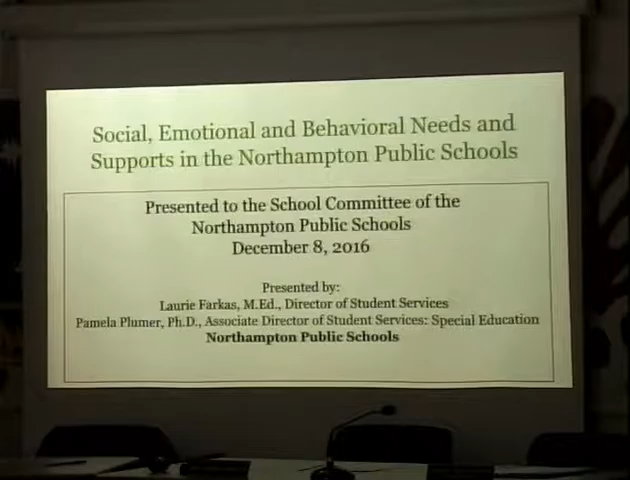 Social, Emotional and Behavioral Needs and
Supports in the Northampton Public Schools
Presented to the School Committee of the
Northampton Public Schools
December 8, 2016
Presented by:
Laurie Farkas, M.Ed., Director of Student Services
Pamela Plumer, Ph.D., Associate Director of Student Services: Special Education
Northampton Public Schools